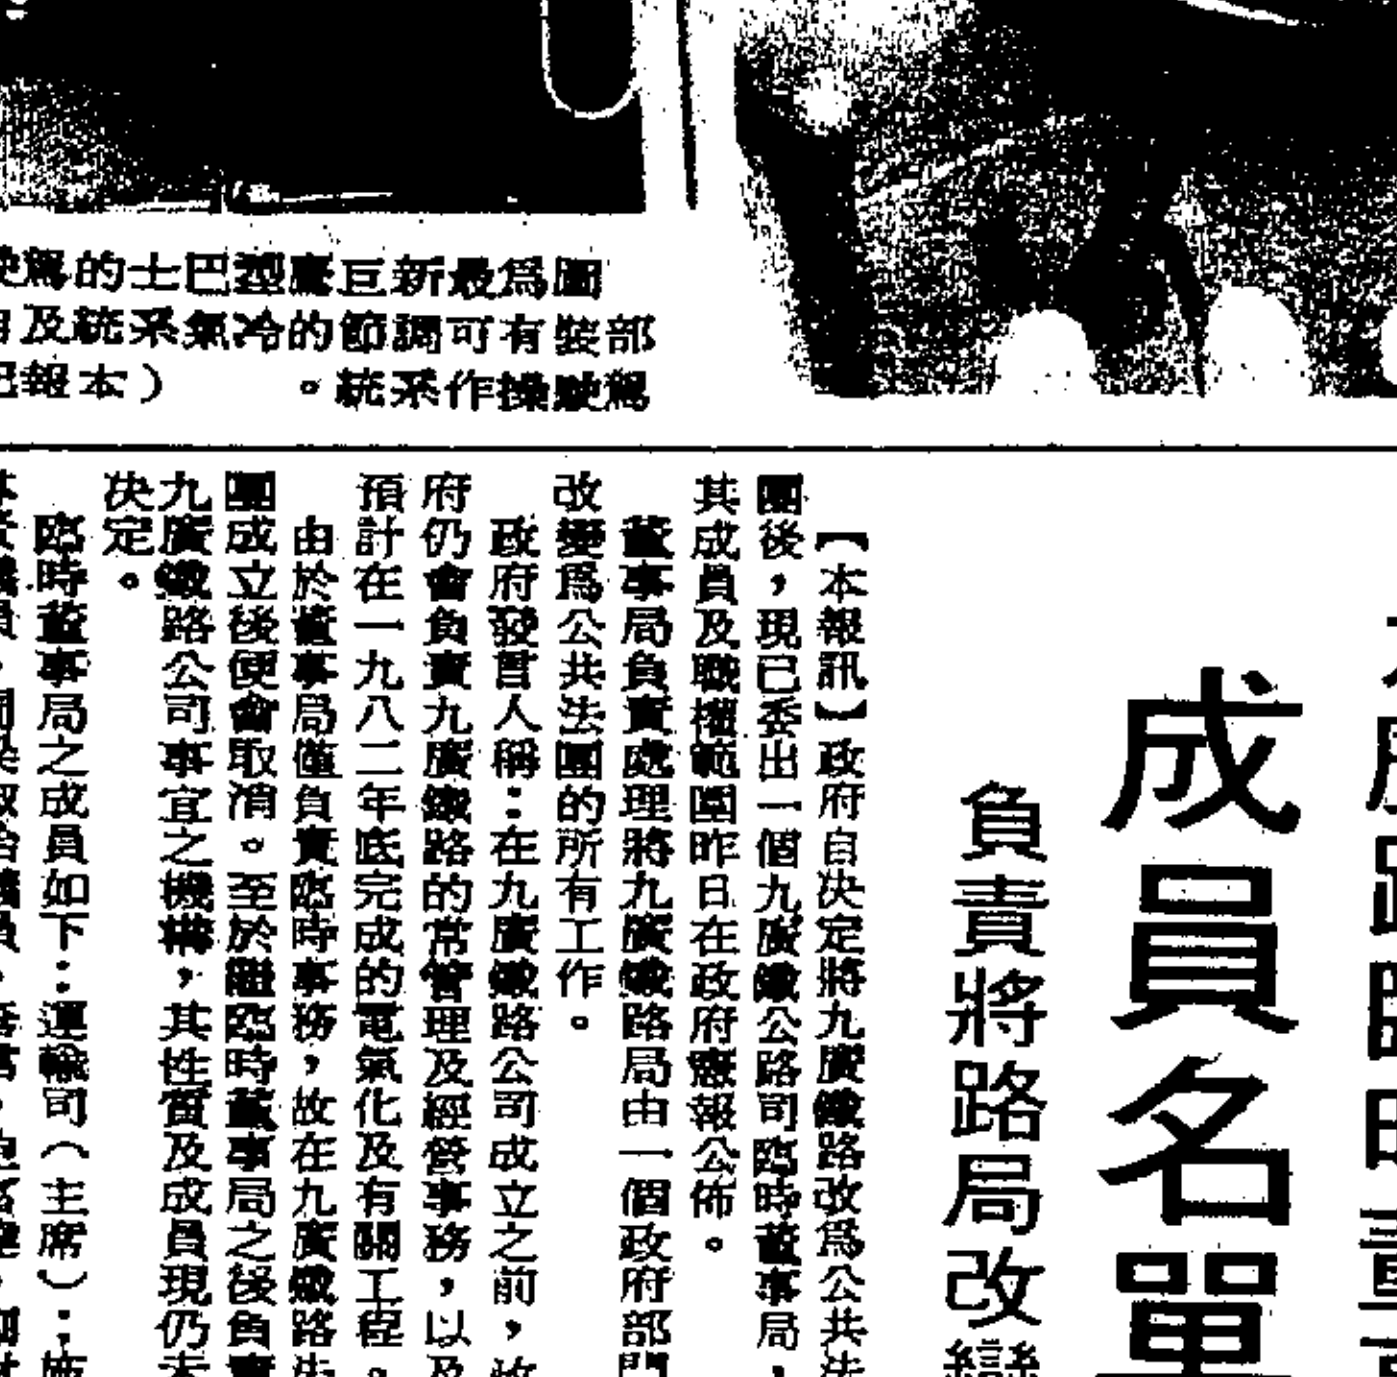 圖爲最新巨廈型巴士的駕
部裝有可調節的冷氣系統及
駕駛操作系統。　（本報
成員名單
負責將路局改
【本報訊】政府自決定將九廣鐵路改爲公共法
團後，現已委出一個九廣鐵公路司臨時董事局，
其成員及職權範圍昨日在政府憲報公佈。
董事局負責處理將九廣鐵路局由一個政府部門
改變爲公共法團的所有工作。
政府發言人稱：在九廣鐵路公司成立之前，政
府仍會負責九廣鐵路的常管理及經營事務，以及
預計在一九八二年底完成的電氣化及有關工程。
由於董事局僅負責臨時事務，故在九廣鐵路法
團成立後便會取消。至於繼臨時董事局之後負責
九廣鐵路公司事宜之機構，其性質及成員現仍未
決定。
臨時董事局之成員如下：運輸司（主席）；